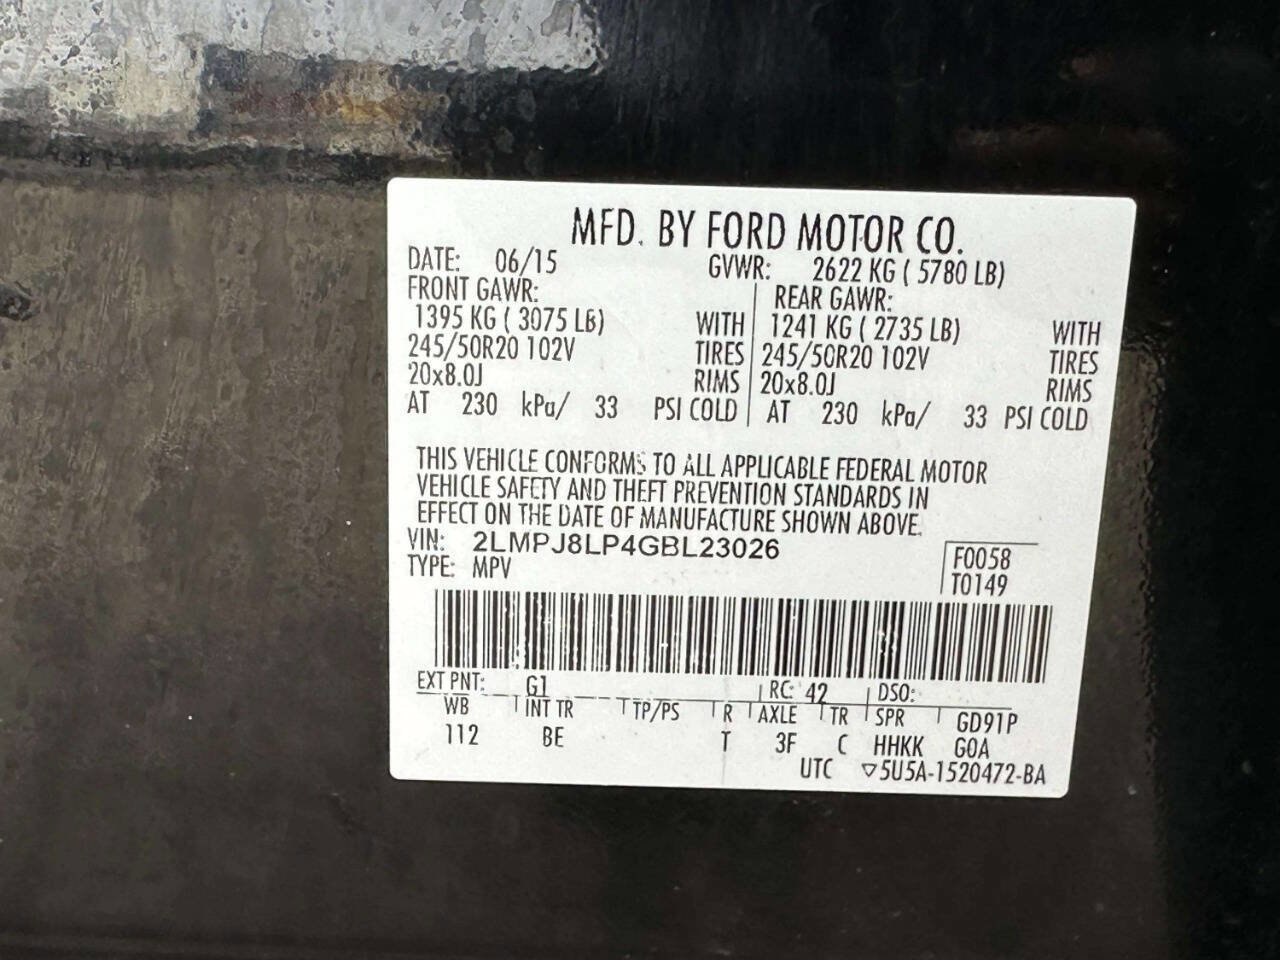 MFD. BY FORD MOTOR CO.
DATE: 06/15 GVWR: 2622 KG ( 5780 LB)
FRONT GAWR: REAR GAWR:
1395 KG ( 3075 LB) WITH 1241 KG ( 2735 LB) WITH
245/50R20 102V TIRES 245/50R20 102V TIRES
20x8.0J RIMS 20x8.0J RIMS
AT 230 kPa/ 33 PSI COLD AT 230 kPa/ 33 PSI COLD
THIS VEHICLE CONFORMS TO ALL APPLICABLE FEDERAL MOTOR
VEHICLE SAFETY AND THEFT PREVENTION STANDARDS IN
EFFECT ON THE DATE OF MANUFACTURE SHOWN ABOVE.
VIN: 2LMPJ8LP4GBL23026 F0058
TYPE: MPV T0149
EXT PNT: G1 RC: 42 DSO:
WB INT TR TP/PS R AXLE TR SPR GD91P
112 BE T 3F C HHKK G0A
UTC ▽5U5A-1520472-BA